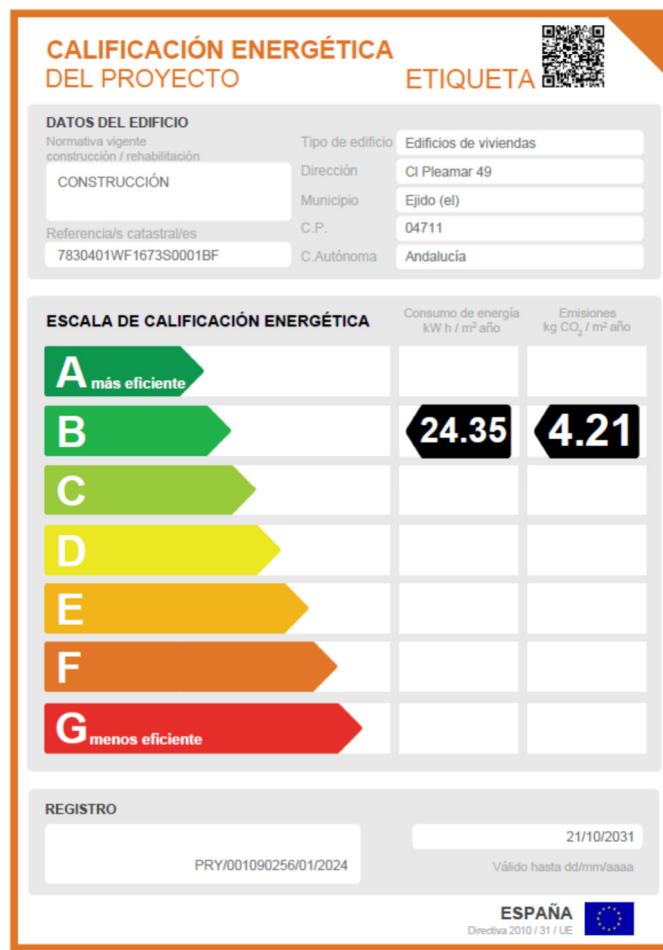 CALIFICACIÓN ENERGÉTICA
DEL PROYECTO
ETIQUETA
DATOS DEL EDIFICIO
Normativa vigente
construcción / rehabilitación
CONSTRUCCIÓN
Referencia/s catastral/es
7830401WF1673S0001BF
Tipo de edificio Edificios de viviendas
Dirección Cl Pleamar 49
Municipio Ejido (el)
C.P. 04711
C.Autónoma Andalucía
ESCALA DE CALIFICACIÓN ENERGÉTICA
Consumo de energía
kW h / m² año
Emisiones
kg CO₂ / m² año
A más eficiente
B 24.35 4.21
C
D
E
F
G menos eficiente
REGISTRO
PRY/001090256/01/2024
21/10/2031
Válido hasta dd/mm/aaaa
ESPAÑA
Directiva 2010 / 31 / UE